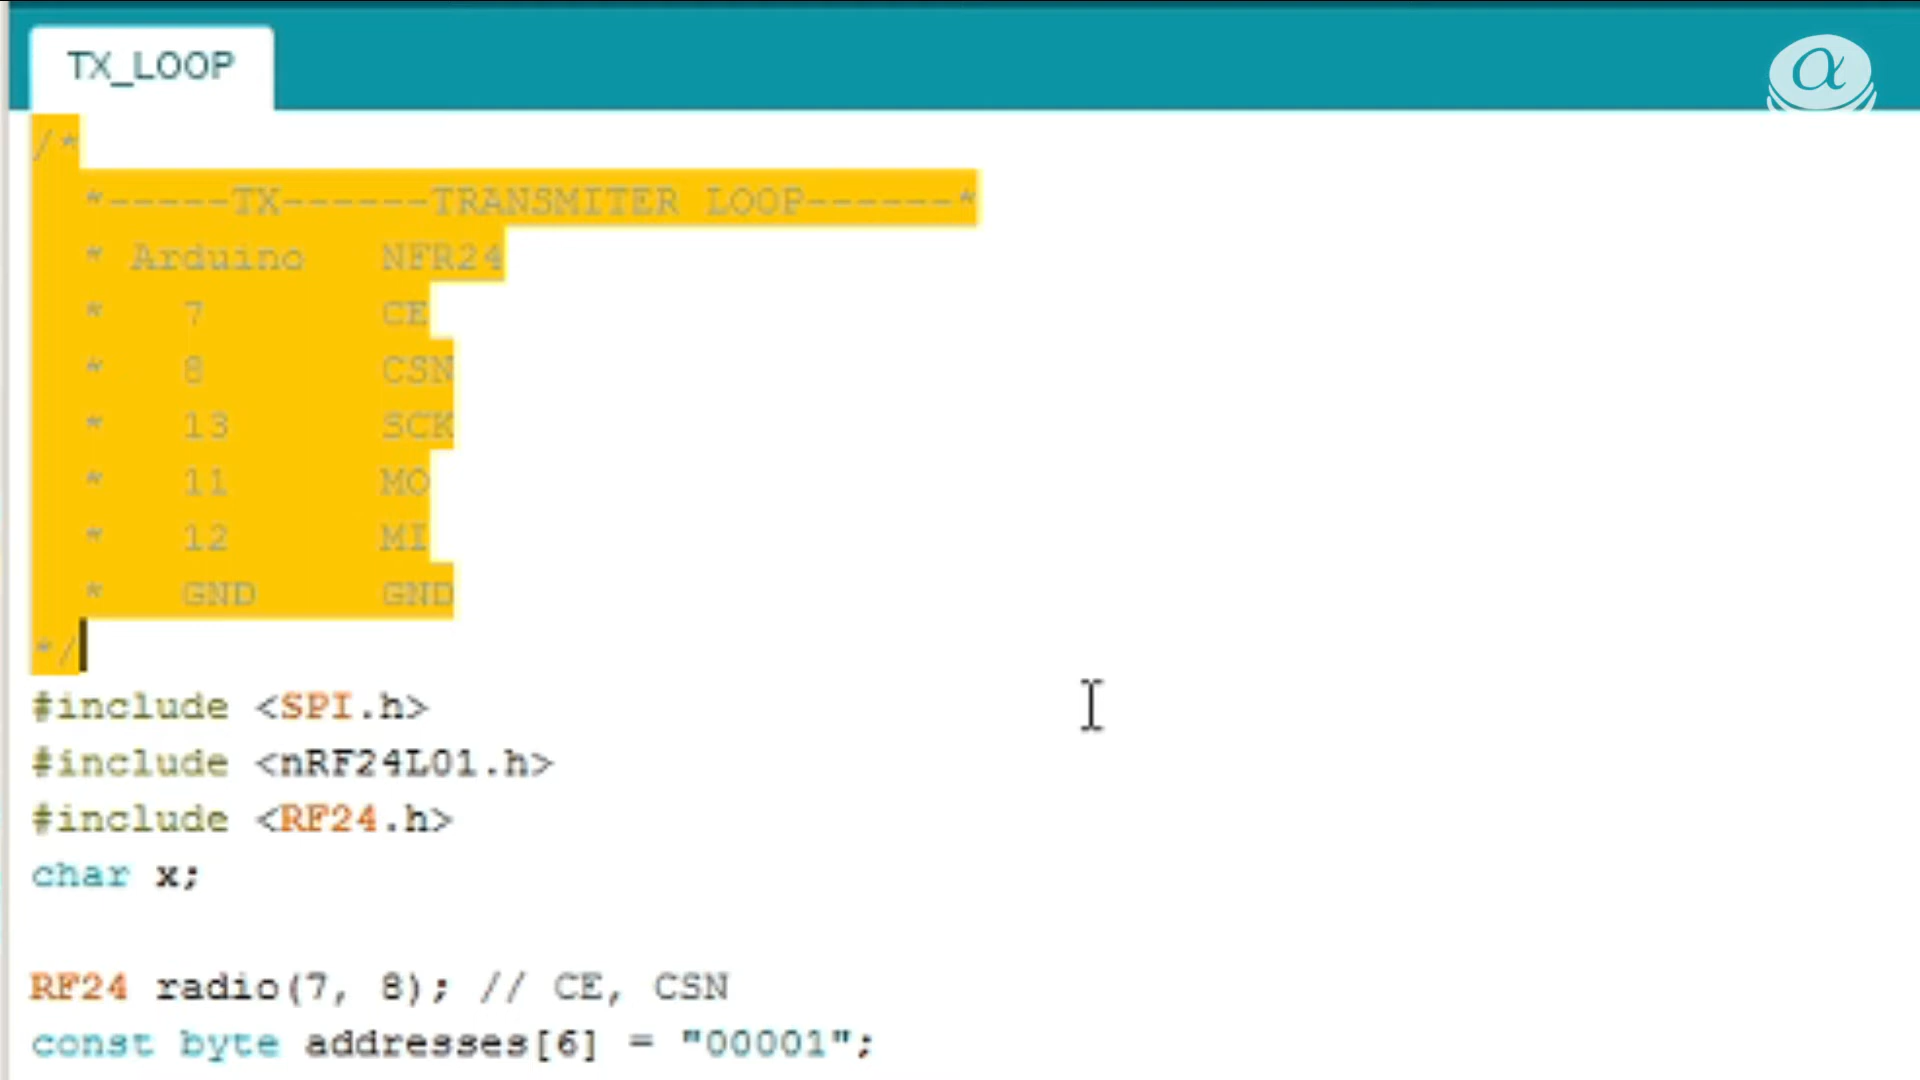 TX_LOOP
α
/*
*-----TX------TRANSMITER LOOP------*
* Arduino NFR24
* 7 CE
* 8 CSN
* 13 SCK
* 11 MO
* 12 MI
* GND GND
*/
#include <SPI.h>
#include <nRF24L01.h>
#include <RF24.h>
char x;
RF24 radio(7, 8); // CE, CSN
const byte addresses[6] = "00001";